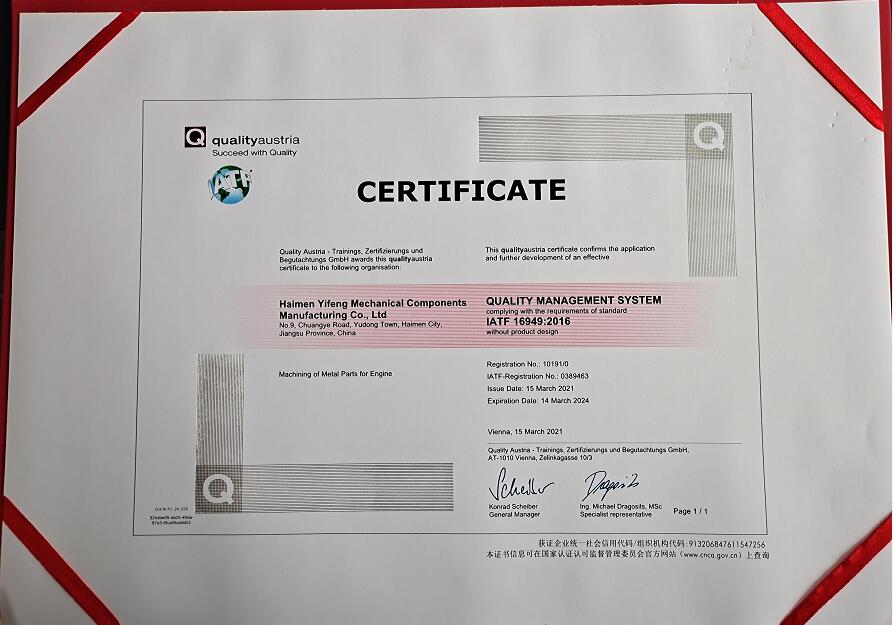 Q qualityaustria
Succeed with Quality
IATF
Q
CERTIFICATE
Quality Austria - Trainings, Zertifizierungs und
Begutachtungs GmbH awards this qualityaustria
certificate to the following organisation:
This qualityaustria certificate confirms the application
and further development of an effective
Haimen Yifeng Mechanical Components
Manufacturing Co., Ltd
No.9, Chuangye Road, Yudong Town, Haimen City,
Jiangsu Province, China
QUALITY MANAGEMENT SYSTEM
complying with the requirements of standard
IATF 16949:2016
without product design
Machining of Metal Parts for Engine
Registration No.: 10191/0
IATF-Registration No.: 0389463
Issue Date: 15 March 2021
Expiration Date: 14 March 2024
Vienna, 15 March 2021
Quality Austria - Trainings, Zertifizierungs und Begutachtungs GmbH,
AT-1010 Vienna, Zelinkagasse 10/3
Q
Scheiber
Dragosits
Konrad Scheiber
General Manager
Ing. Michael Dragosits, MSc
Specialist representative
Page 1 / 1
获证企业统一社会信用代码/组织机构代码:913206847611547256
本证书信息可在国家认证认可监督管理委员会官方网站（www.cnca.gov.cn）上查询